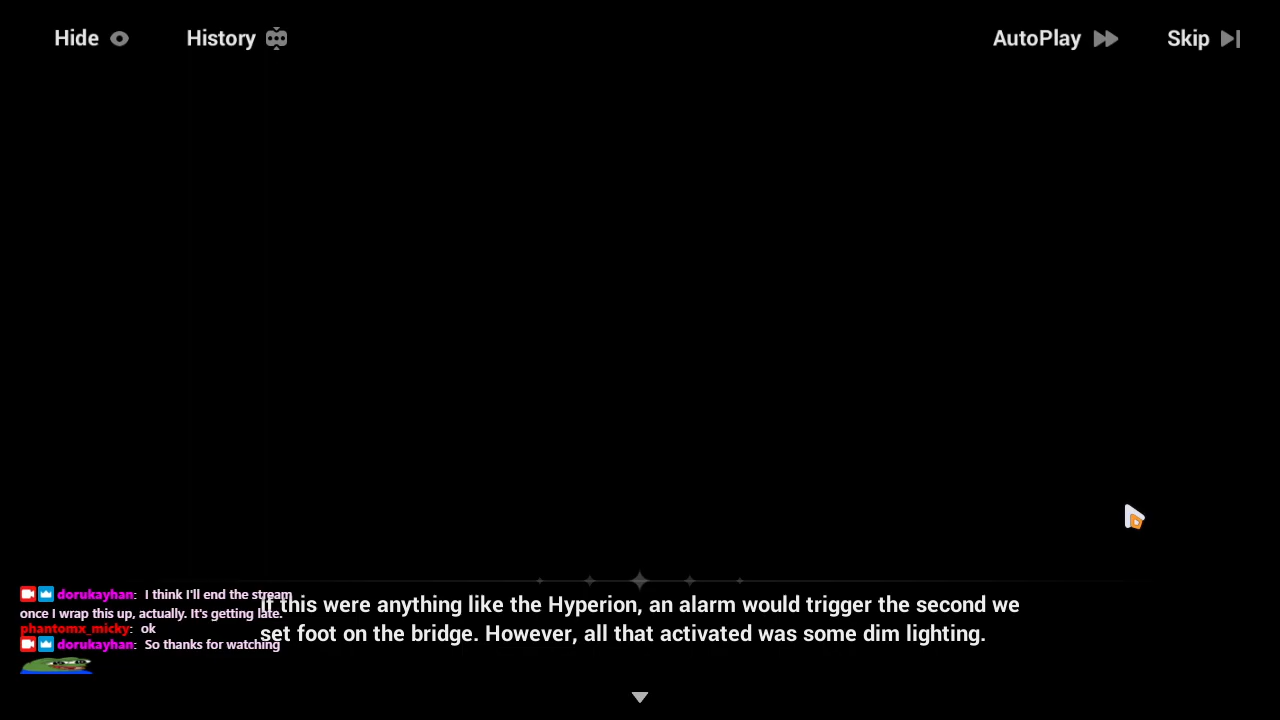 Hide
History
AutoPlay
Skip
dorukayhan: I think I'll end the stream
once I wrap this up, actually. It's getting late.
phantomx_micky: ok
dorukayhan: So thanks for watching
If this were anything like the Hyperion, an alarm would trigger the second we
set foot on the bridge. However, all that activated was some dim lighting.